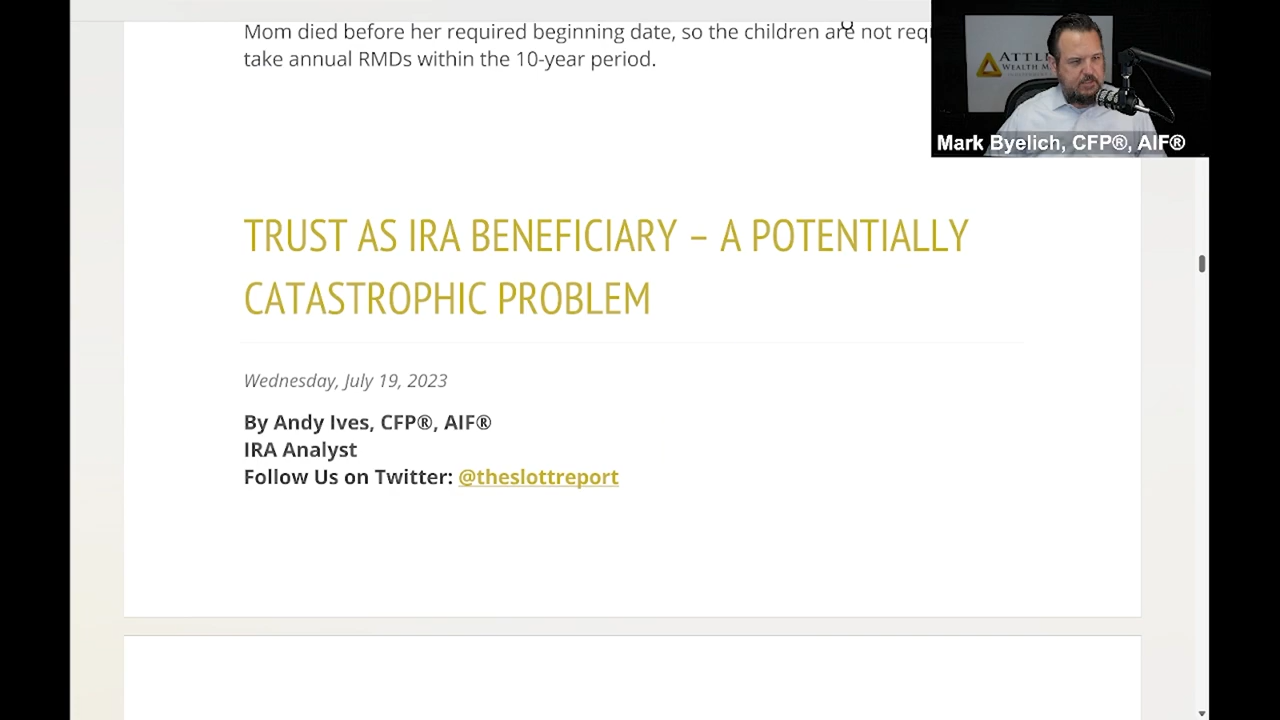 Mom died before her required beginning date, so the children are not
take annual RMDs within the 10-year period.
WEALTH
Mark Byelich, CFP®, AIF®
TRUST AS IRA BENEFICIARY – A POTENTIALLY
CATASTROPHIC PROBLEM
Wednesday, July 19, 2023
By Andy Ives, CFP®, AIF®
IRA Analyst
Follow Us on Twitter: @theslottreport